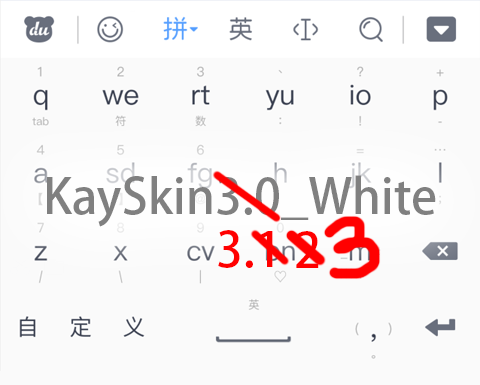 du 拼 英
1 2 3 、 ? +
q we rt yu io p
tab 符 数 : ! -
4 5 6 = …
a sd fg h jk l
KaySkin3.0_White
3.1 2 3
z x cv bn m
/ \ | ♡
英
自 定 义 ( , )
。